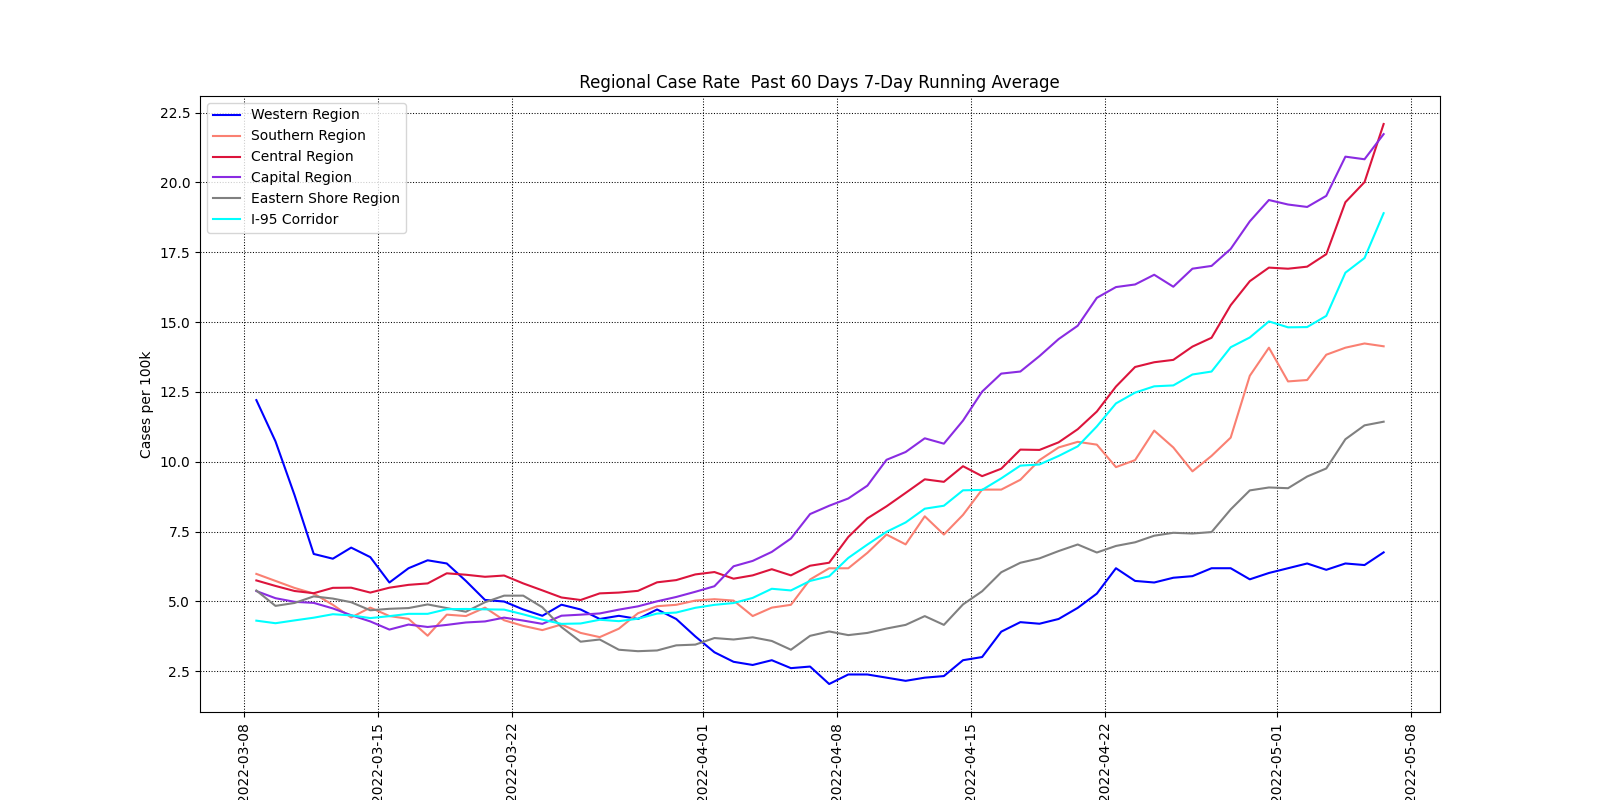 Regional Case Rate  Past 60 Days 7-Day Running Average
Western Region
Southern Region
Central Region
Capital Region
Eastern Shore Region
I-95 Corridor
Cases per 100k
22.5
20.0
17.5
15.0
12.5
10.0
7.5
5.0
2.5
2022-03-08
2022-03-15
2022-03-22
2022-04-01
2022-04-08
2022-04-15
2022-04-22
2022-05-01
2022-05-08